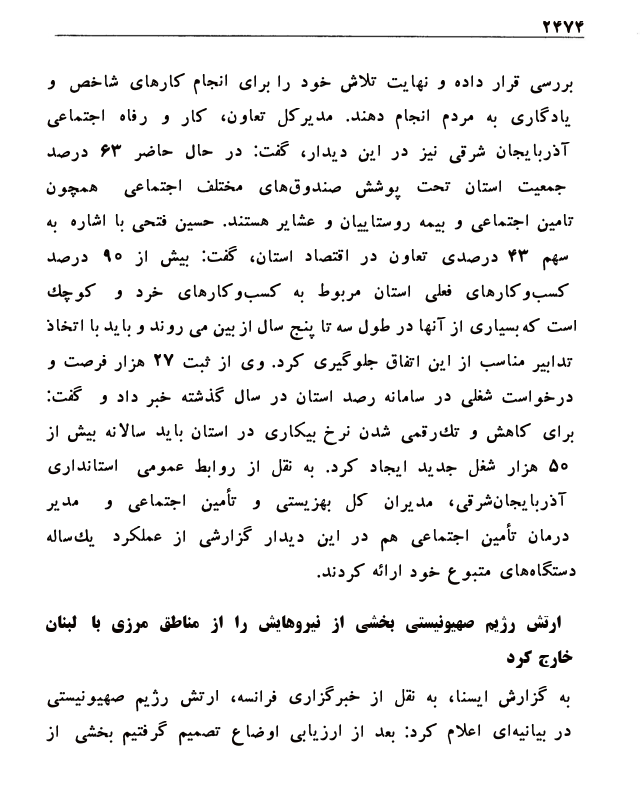 ۲۴۷۴
بررسی قرار داده و نهایت تلاش خود را برای انجام کارهای شاخص و
یادگاری به مردم انجام دهند. مدیرکل تعاون، کار و رفاه اجتماعی
آذربایجان شرقی نیز در این دیدار، گفت: در حال حاضر ۶۳ درصد
جمعیت استان تحت پوشش صندوق‌های مختلف اجتماعی همچون
تامین اجتماعی و بیمه روستاییان و عشایر هستند. حسین فتحی با اشاره به
سهم ۴۳ درصدی تعاون در اقتصاد استان، گفت: بیش از ۹۰ درصد
کسب‌وکارهای فعلی استان مربوط به کسب‌وکارهای خرد و کوچك
است که بسیاری از آنها در طول سه تا پنج سال از بین می روند و باید با اتخاذ
تدابیر مناسب از این اتفاق جلوگیری کرد. وی از ثبت ۲۷ هزار فرصت و
درخواست شغلی در سامانه رصد استان در سال گذشته خبر داد و گفت:
برای کاهش و تك‌رقمی شدن نرخ بیکاری در استان باید سالانه بیش از
۵۰ هزار شغل جدید ایجاد کرد. به نقل از روابط عمومی استانداری
آذربایجان‌شرقی، مدیران کل بهزیستی و تأمین اجتماعی و مدیر
درمان تأمین اجتماعی هم در این دیدار گزارشی از عملکرد یك‌ساله
دستگاه‌های متبوع خود ارائه کردند.
ارتش رژیم صهیونیستی بخشی از نیروهایش را از مناطق مرزی با لبنان
خارج کرد
به گزارش ایسنا، به نقل از خبرگزاری فرانسه، ارتش رژیم صهیونیستی
در بیانیه‌ای اعلام کرد: بعد از ارزیابی اوضاع تصمیم گرفتیم بخشی از